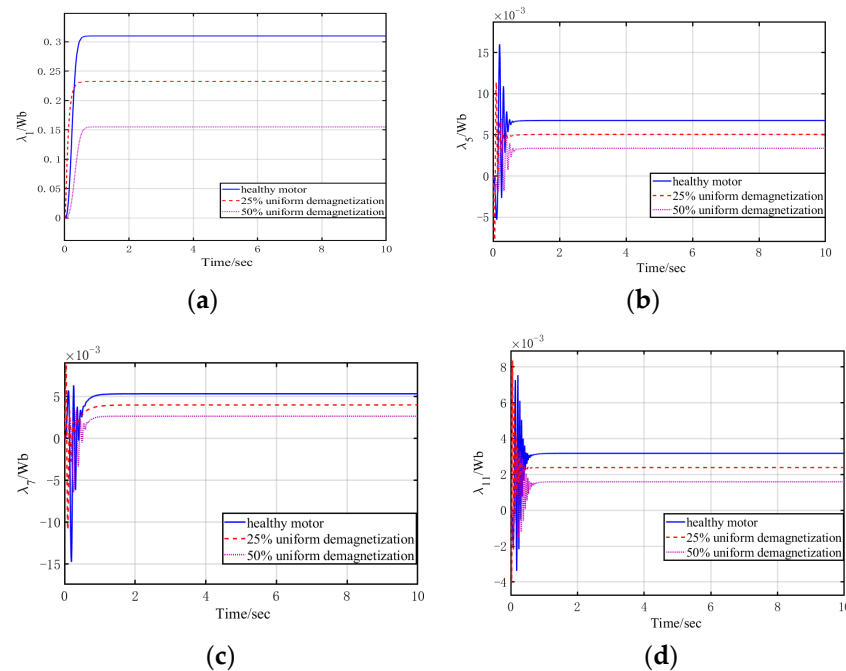 0.3
0.25
0.2
0.15
0.1
0.05
0
λ1/Wb
0 2 4 6 8 10
Time/sec
healthy motor
25% uniform demagnetization
50% uniform demagnetization
(a)
×10⁻³
15
10
5
0
-5
λ5/Wb
0 2 4 6 8 10
Time/sec
healthy motor
25% uniform demagnetization
50% uniform demagnetization
(b)
×10⁻³
5
0
-5
-10
-15
λ7/Wb
0 2 4 6 8 10
Time/sec
healthy motor
25% uniform demagnetization
50% uniform demagnetization
(c)
×10⁻³
8
6
4
2
0
-2
-4
λ11/Wb
0 2 4 6 8 10
Time/sec
healthy motor
25% uniform demagnetization
50% uniform demagnetization
(d)